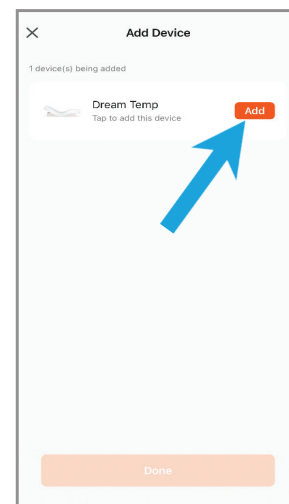 Add Device
1 device(s) being added
Dream Temp
Add
Tap to add this device
Done